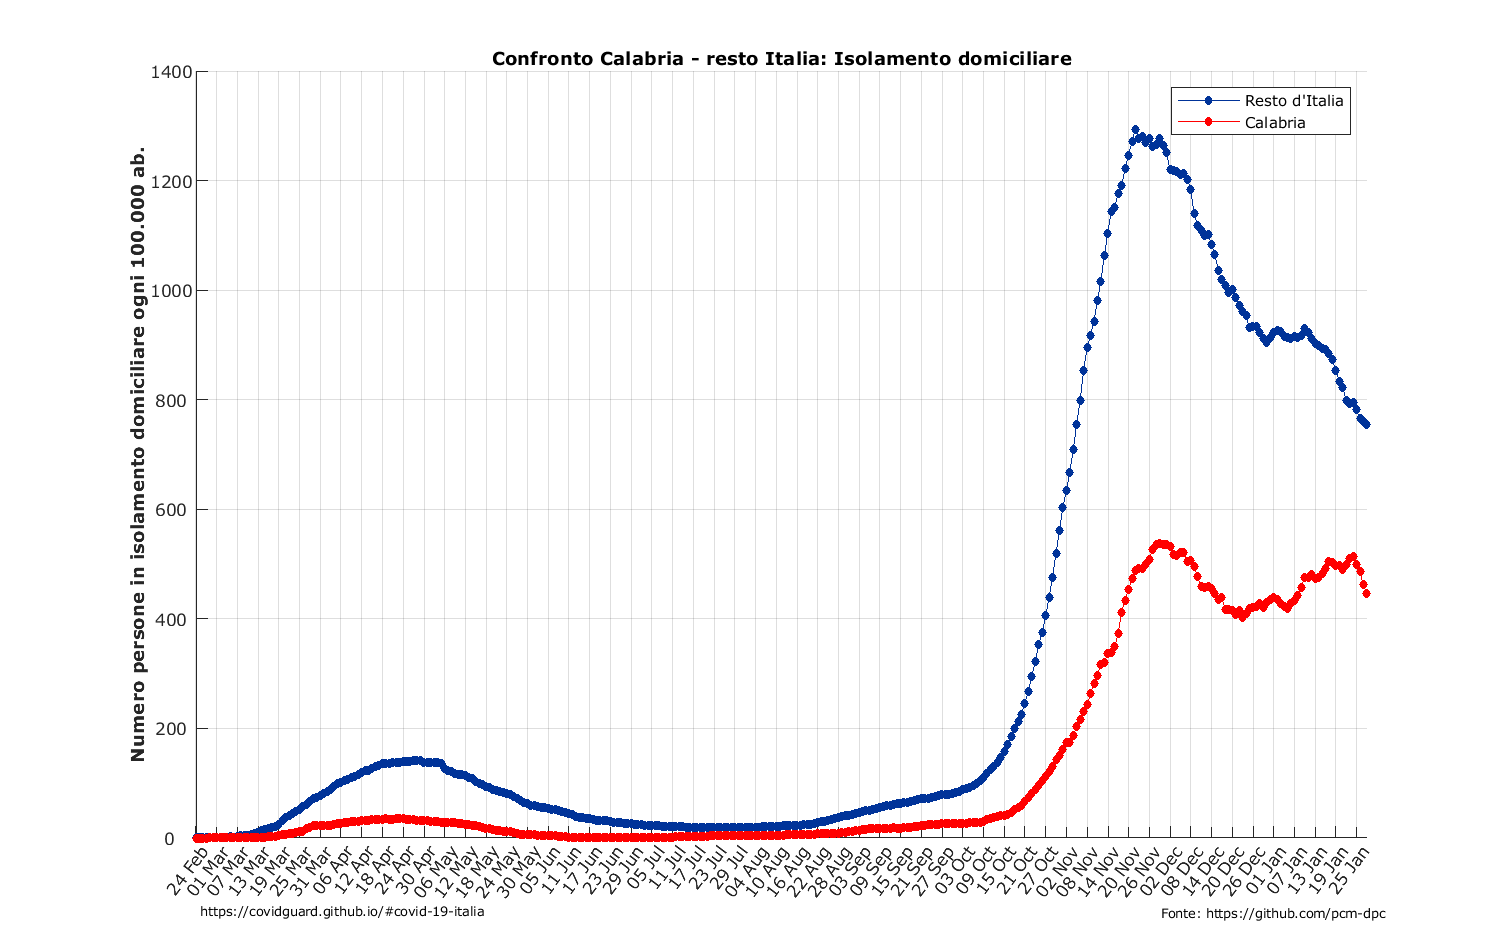 Confronto Calabria - resto Italia: Isolamento domiciliare
Resto d'Italia
Calabria
Numero persone in isolamento domiciliare ogni 100.000 ab.
1400
1200
1000
800
600
400
200
0
24 Feb
01 Mar
07 Mar
13 Mar
19 Mar
25 Mar
31 Mar
06 Apr
12 Apr
18 Apr
24 Apr
30 Apr
06 May
12 May
18 May
24 May
30 May
05 Jun
11 Jun
17 Jun
23 Jun
29 Jun
05 Jul
11 Jul
17 Jul
23 Jul
29 Jul
04 Aug
10 Aug
16 Aug
22 Aug
28 Aug
03 Sep
09 Sep
15 Sep
21 Sep
27 Sep
03 Oct
09 Oct
15 Oct
21 Oct
27 Oct
02 Nov
08 Nov
14 Nov
20 Nov
26 Nov
02 Dec
08 Dec
14 Dec
20 Dec
26 Dec
01 Jan
07 Jan
13 Jan
19 Jan
25 Jan
https://covidguard.github.io/#covid-19-italia
Fonte: https://github.com/pcm-dpc